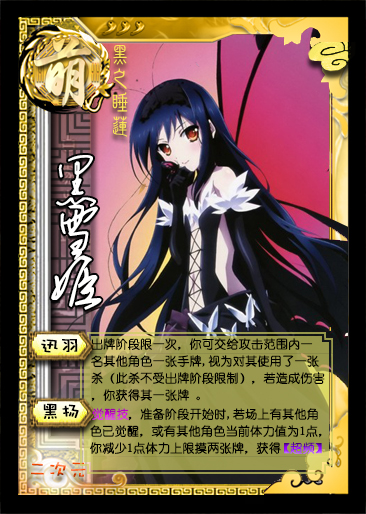 萌
黑之睡莲
黑雪姬
迅羽
出牌阶段限一次，你可交给攻击范围内一
名其他角色一张手牌,视为对其使用了一张
杀（此杀不受出牌阶段限制），若造成伤害
，你获得其一张牌 。
黑扬
觉醒技，准备阶段开始时,若场上有其他角
色已觉醒，或有其他角色当前体力值为1点,
你减少1点体力上限摸两张牌，获得【超频】
二次元